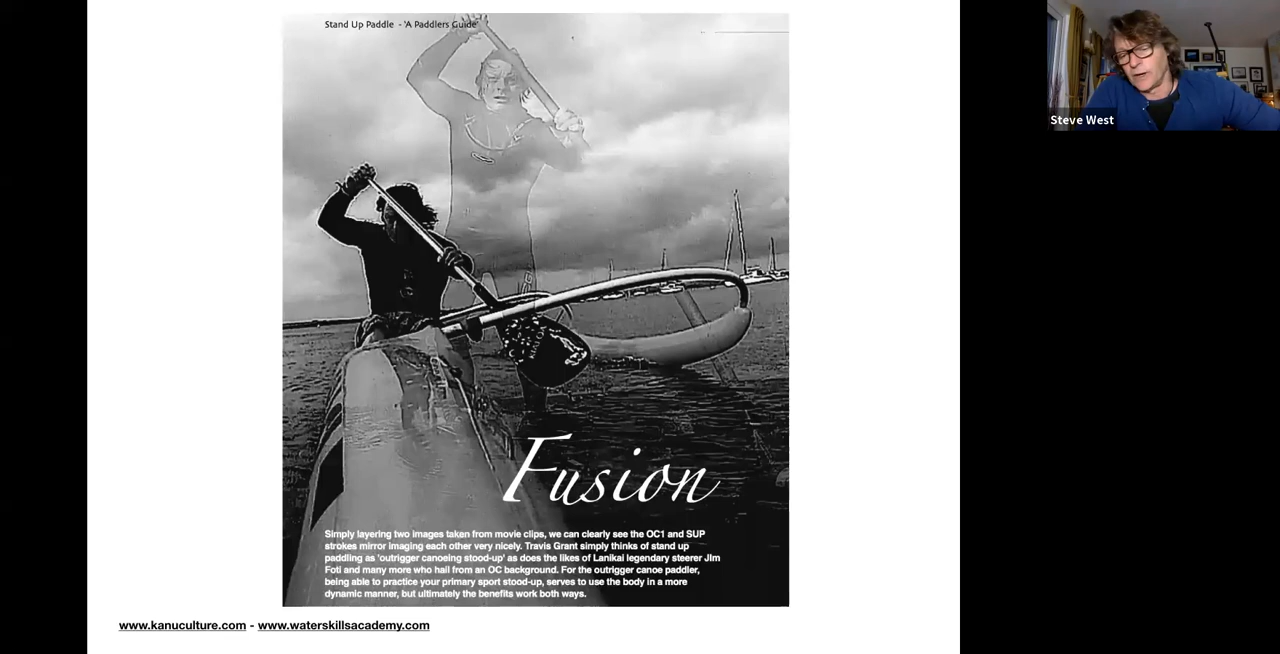 Stand Up Paddle - 'A Paddlers Guide'
Steve West
Fusion
Simply layering two images taken from movie clips, we can clearly see the OC1 and SUP
strokes mirror imaging each other very nicely. Travis Grant simply thinks of stand up
paddling as 'outrigger canoeing stood-up' as does the likes of Lanikai legendary steerer JIm
Foti and many more who hail from an OC background. For the outrigger canoe paddler,
being able to practice your primary sport stood-up, serves to use the body in a more
dynamic manner, but ultimately the benefits work both ways.
www.kanuculture.com - www.waterskillsacademy.com